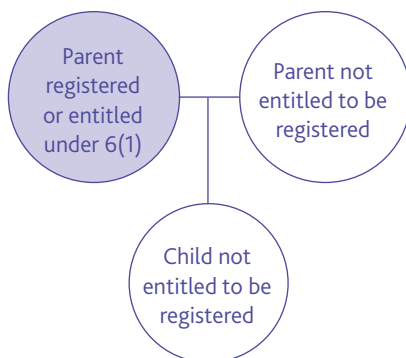 Parent
registered
or entitled
under 6(1)
Parent not
entitled to be
registered
Child not
entitled to be
registered